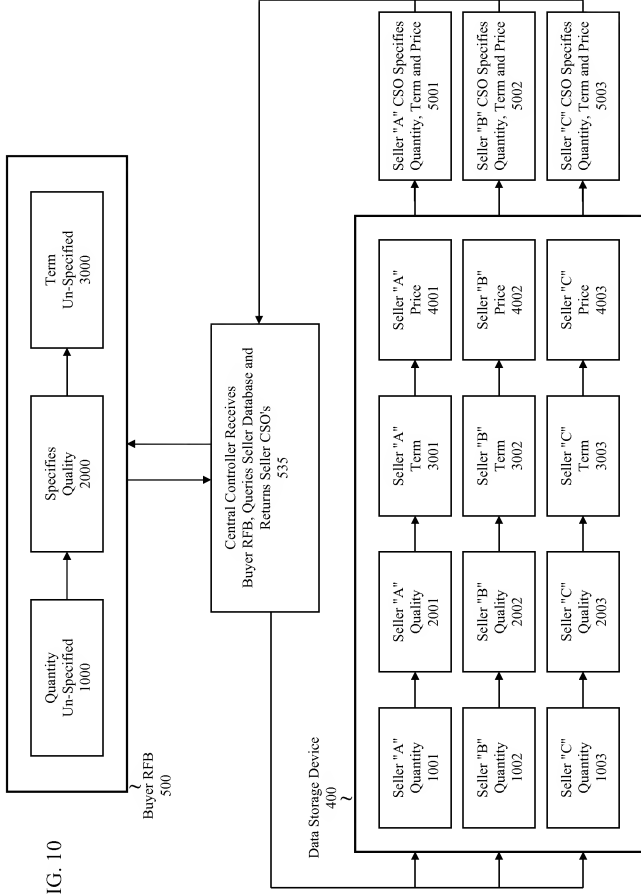 IG. 10
Buyer RFB
500
Quantity
Un-Specified
1000
Specifies
Quality
2000
Term
Un-Specified
3000
Central Controller Receives
Buyer RFB, Queries Seller Database and
Returns Seller CSO's
535
Data Storage Device
400
Seller "A"
Quantity
1001
Seller "A"
Quality
2001
Seller "A"
Term
3001
Seller "A"
Price
4001
Seller "A" CSO Specifies
Quantity, Term and Price
5001
Seller "B"
Quantity
1002
Seller "B"
Quality
2002
Seller "B"
Term
3002
Seller "B"
Price
4002
Seller "B" CSO Specifies
Quantity, Term and Price
5002
Seller "C"
Quantity
1003
Seller "C"
Quality
2003
Seller "C"
Term
3003
Seller "C"
Price
4003
Seller "C" CSO Specifies
Quantity, Term and Price
5003